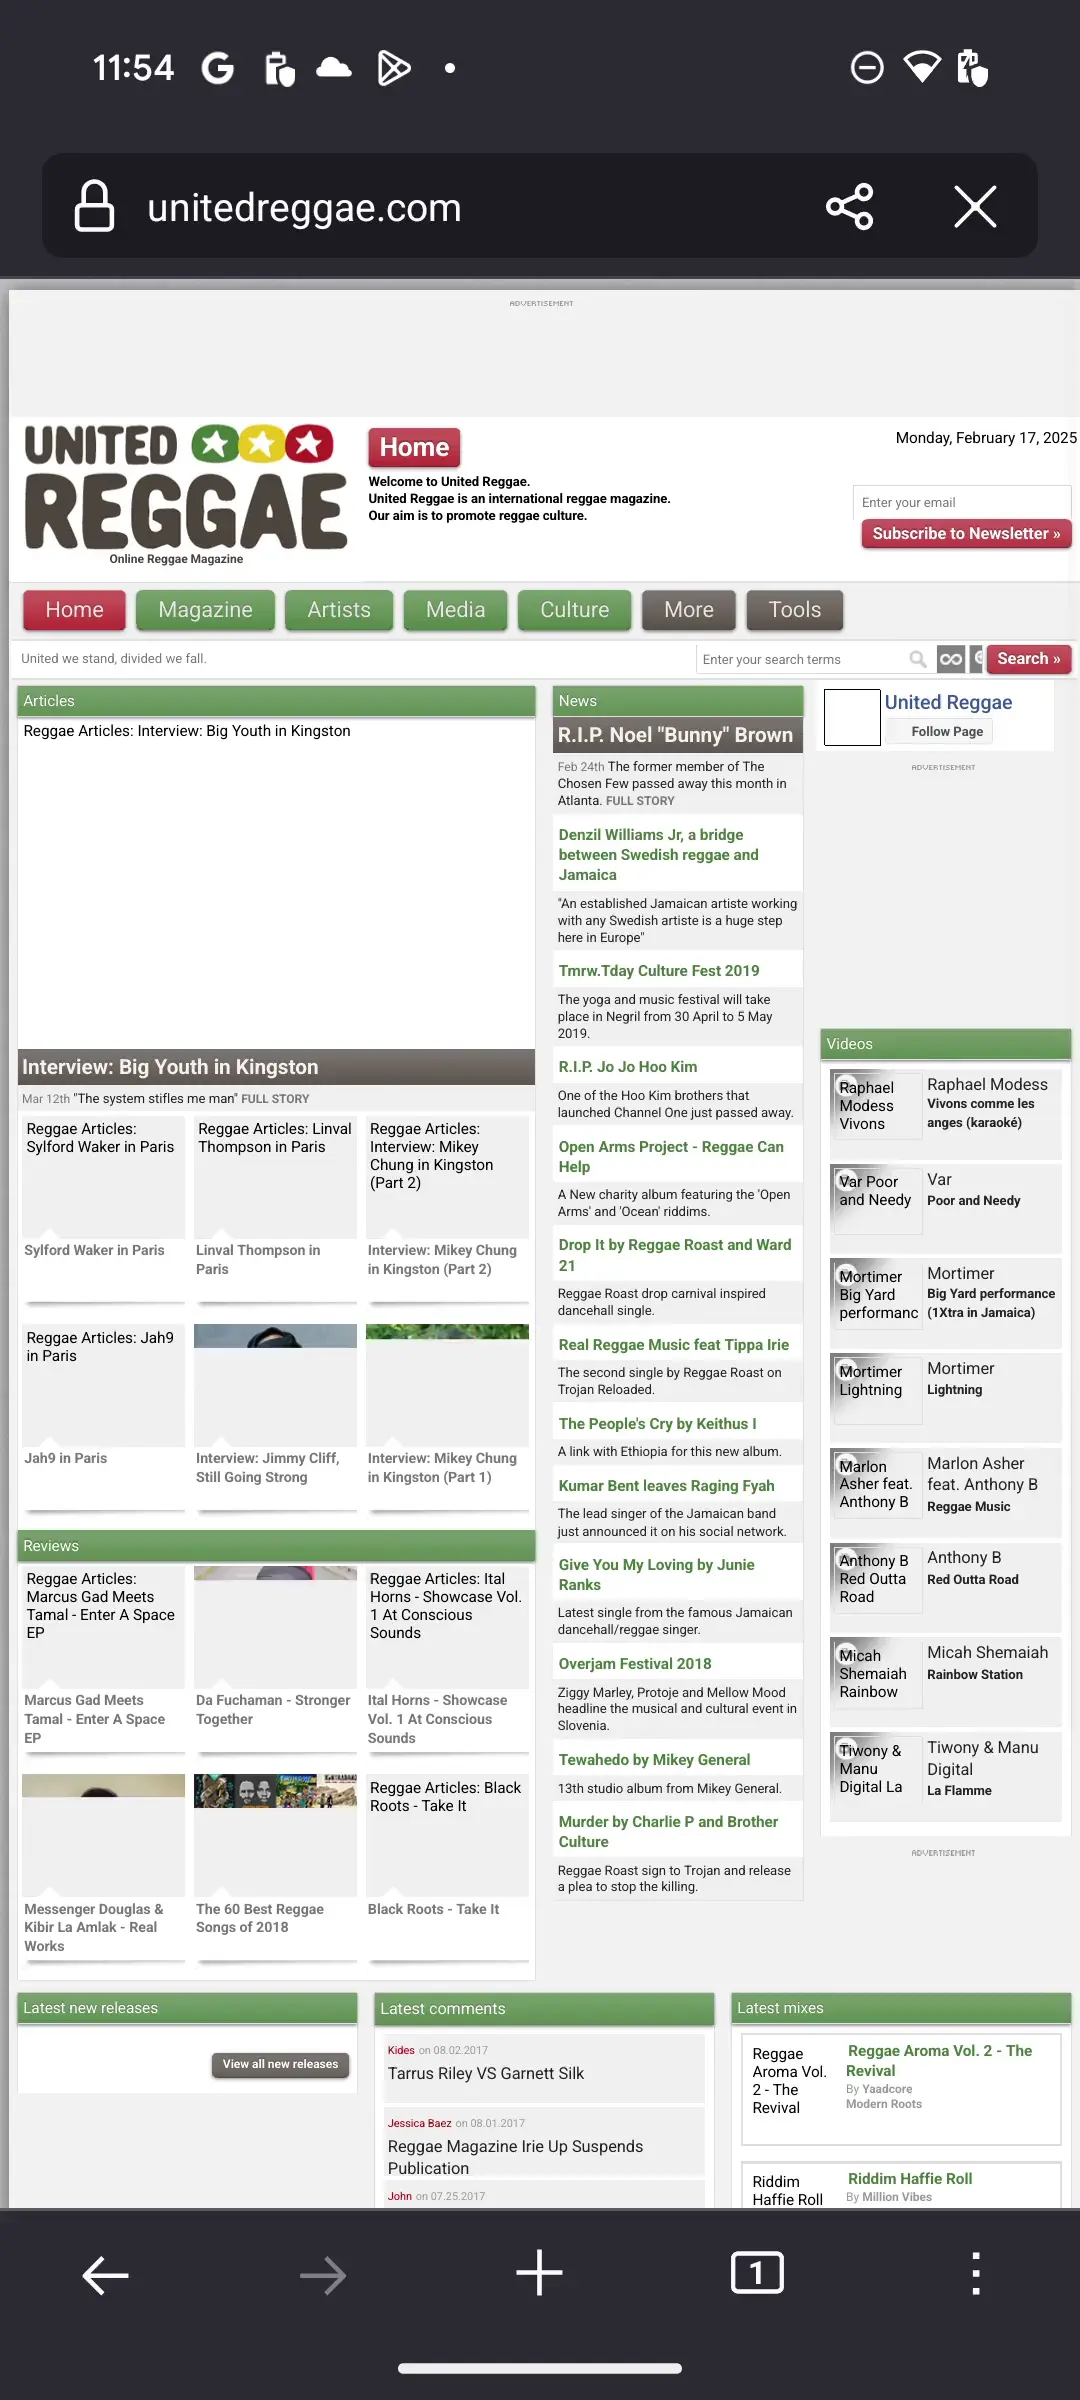 11:54
unitedreggae.com
ADVERTISEMENT
UNITED
REGGAE
Online Reggae Magazine
Home
Welcome to United Reggae.
United Reggae is an international reggae magazine.
Our aim is to promote reggae culture.
Monday, February 17, 2025
Enter your email
Subscribe to Newsletter »
Home Magazine Artists Media Culture More Tools
United we stand, divided we fall.
Enter your search terms
Search »
Articles
Reggae Articles: Interview: Big Youth in Kingston
Interview: Big Youth in Kingston
Mar 12th "The system stifles me man" FULL STORY
Reggae Articles:
Sylford Waker in Paris
Sylford Waker in Paris
Reggae Articles: Linval
Thompson in Paris
Linval Thompson in
Paris
Reggae Articles:
Interview: Mikey
Chung in Kingston
(Part 2)
Interview: Mikey Chung
in Kingston (Part 2)
Reggae Articles: Jah9
in Paris
Jah9 in Paris
Interview: Jimmy Cliff,
Still Going Strong
Interview: Mikey Chung
in Kingston (Part 1)
Reviews
Reggae Articles:
Marcus Gad Meets
Tamal - Enter A Space
EP
Marcus Gad Meets
Tamal - Enter A Space
EP
Da Fuchaman - Stronger
Together
Reggae Articles: Ital
Horns - Showcase Vol.
1 At Conscious
Sounds
Ital Horns - Showcase
Vol. 1 At Conscious
Sounds
Messenger Douglas &
Kibir La Amlak - Real
Works
The 60 Best Reggae
Songs of 2018
Reggae Articles: Black
Roots - Take It
Black Roots - Take It
News
R.I.P. Noel "Bunny" Brown
Feb 24th The former member of The
Chosen Few passed away this month in
Atlanta. FULL STORY
Denzil Williams Jr, a bridge
between Swedish reggae and
Jamaica
"An established Jamaican artiste working
with any Swedish artiste is a huge step
here in Europe"
Tmrw.Tday Culture Fest 2019
The yoga and music festival will take
place in Negril from 30 April to 5 May
2019.
R.I.P. Jo Jo Hoo Kim
One of the Hoo Kim brothers that
launched Channel One just passed away.
Open Arms Project - Reggae Can
Help
A New charity album featuring the 'Open
Arms' and 'Ocean' riddims.
Drop It by Reggae Roast and Ward
21
Reggae Roast drop carnival inspired
dancehall single.
Real Reggae Music feat Tippa Irie
The second single by Reggae Roast on
Trojan Reloaded.
The People's Cry by Keithus I
A link with Ethiopia for this new album.
Kumar Bent leaves Raging Fyah
The lead singer of the Jamaican band
just announced it on his social network.
Give You My Loving by Junie
Ranks
Latest single from the famous Jamaican
dancehall/reggae singer.
Overjam Festival 2018
Ziggy Marley, Protoje and Mellow Mood
headline the musical and cultural event in
Slovenia.
Tewahedo by Mikey General
13th studio album from Mikey General.
Murder by Charlie P and Brother
Culture
Reggae Roast sign to Trojan and release
a plea to stop the killing.
United Reggae
Follow Page
ADVERTISEMENT
Videos
Raphael
Modess
Vivons
Raphael Modess
Vivons comme les
anges (karaoké)
Var Poor
and Needy
Var
Poor and Needy
Mortimer
Big Yard
performanc
Mortimer
Big Yard performance
(1Xtra in Jamaica)
Mortimer
Lightning
Mortimer
Lightning
Marlon
Asher feat.
Anthony B
Marlon Asher
feat. Anthony B
Reggae Music
Anthony B
Red Outta
Road
Anthony B
Red Outta Road
Micah
Shemaiah
Rainbow
Micah Shemaiah
Rainbow Station
Tiwony &
Manu
Digital La
Tiwony & Manu
Digital
La Flamme
ADVERTISEMENT
Latest new releases
View all new releases
Latest comments
Kides on 08.02.2017
Tarrus Riley VS Garnett Silk
Jessica Baez on 08.01.2017
Reggae Magazine Irie Up Suspends
Publication
John on 07.25.2017
Latest mixes
Reggae
Aroma Vol.
2 - The
Revival
Reggae Aroma Vol. 2 - The
Revival
By Yaadcore
Modern Roots
Riddim
Haffie Roll
Riddim Haffie Roll
By Million Vibes
1